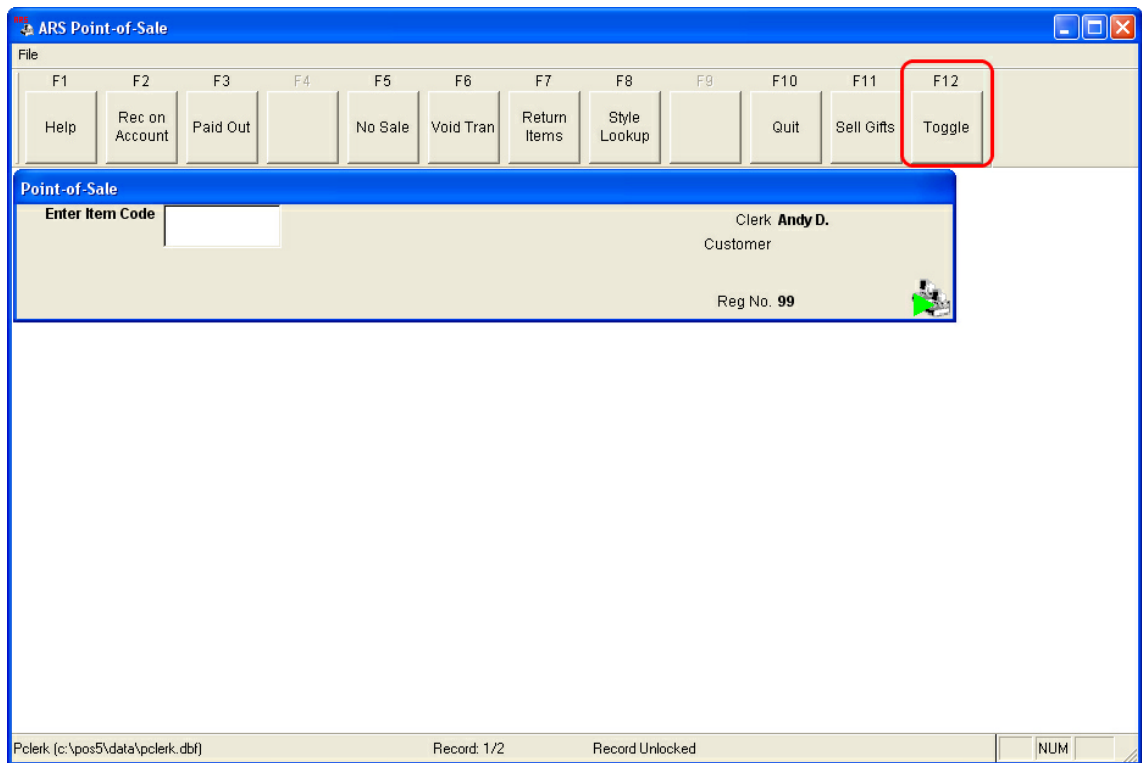 ARS Point-of-Sale
File
F1 F2 F3 F4 F5 F6 F7 F8 F9 F10 F11 F12
Help Rec on Account Paid Out No Sale Void Tran Return Items Style Lookup Quit Sell Gifts Toggle
Point-of-Sale
Enter Item Code
Clerk Andy D.
Customer
Reg No. 99
Pclerk (c:\pos5\data\pclerk.dbf) Record: 1/2 Record Unlocked NUM